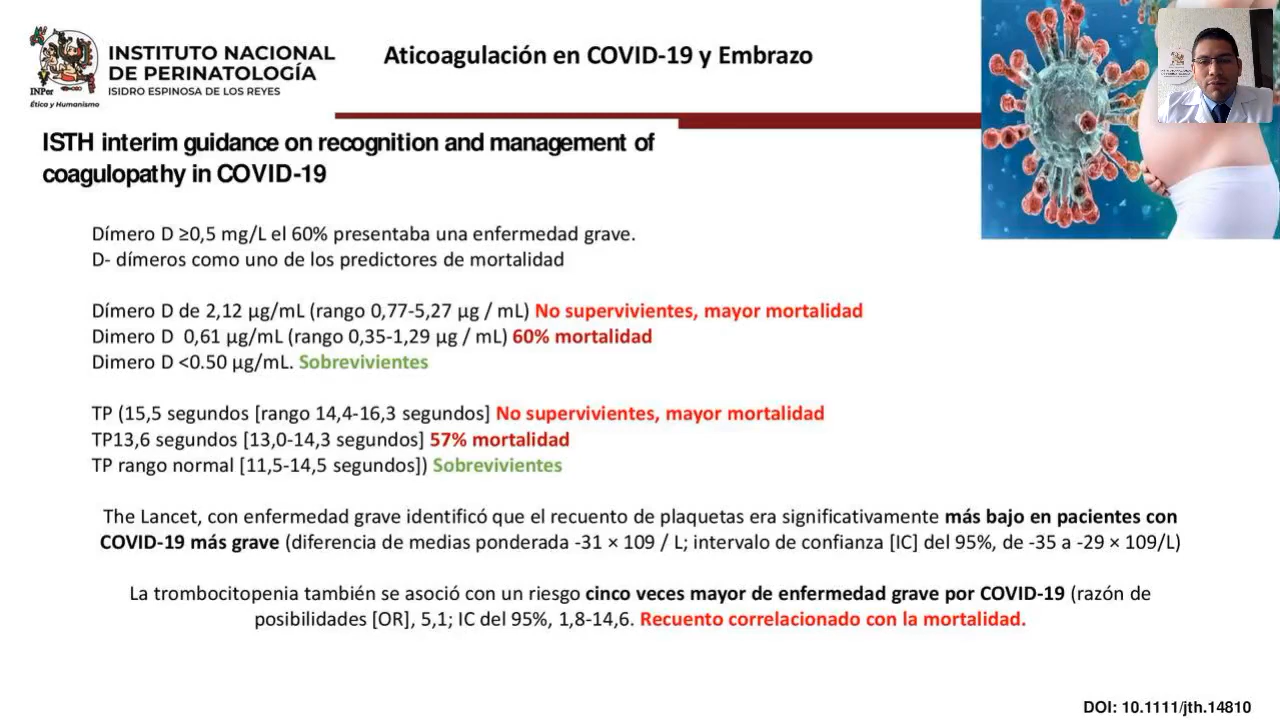 INPer
Ética y Humanismo
INSTITUTO NACIONAL
DE PERINATOLOGÍA
ISIDRO ESPINOSA DE LOS REYES
Aticoagulación en COVID-19 y Embrazo
ISTH interim guidance on recognition and management of
coagulopathy in COVID-19
Dímero D ≥0,5 mg/L el 60% presentaba una enfermedad grave.
D- dímeros como uno de los predictores de mortalidad
Dímero D de 2,12 μg/mL (rango 0,77-5,27 μg / mL) No supervivientes, mayor mortalidad
Dimero D  0,61 μg/mL (rango 0,35-1,29 μg / mL) 60% mortalidad
Dimero D <0.50 μg/mL. Sobrevivientes
TP (15,5 segundos [rango 14,4-16,3 segundos] No supervivientes, mayor mortalidad
TP13,6 segundos [13,0-14,3 segundos] 57% mortalidad
TP rango normal [11,5-14,5 segundos]) Sobrevivientes
The Lancet, con enfermedad grave identificó que el recuento de plaquetas era significativamente más bajo en pacientes con
COVID-19 más grave (diferencia de medias ponderada -31 × 109 / L; intervalo de confianza [IC] del 95%, de -35 a -29 × 109/L)
La trombocitopenia también se asoció con un riesgo cinco veces mayor de enfermedad grave por COVID-19 (razón de
posibilidades [OR], 5,1; IC del 95%, 1,8-14,6. Recuento correlacionado con la mortalidad.
DOI: 10.1111/jth.14810